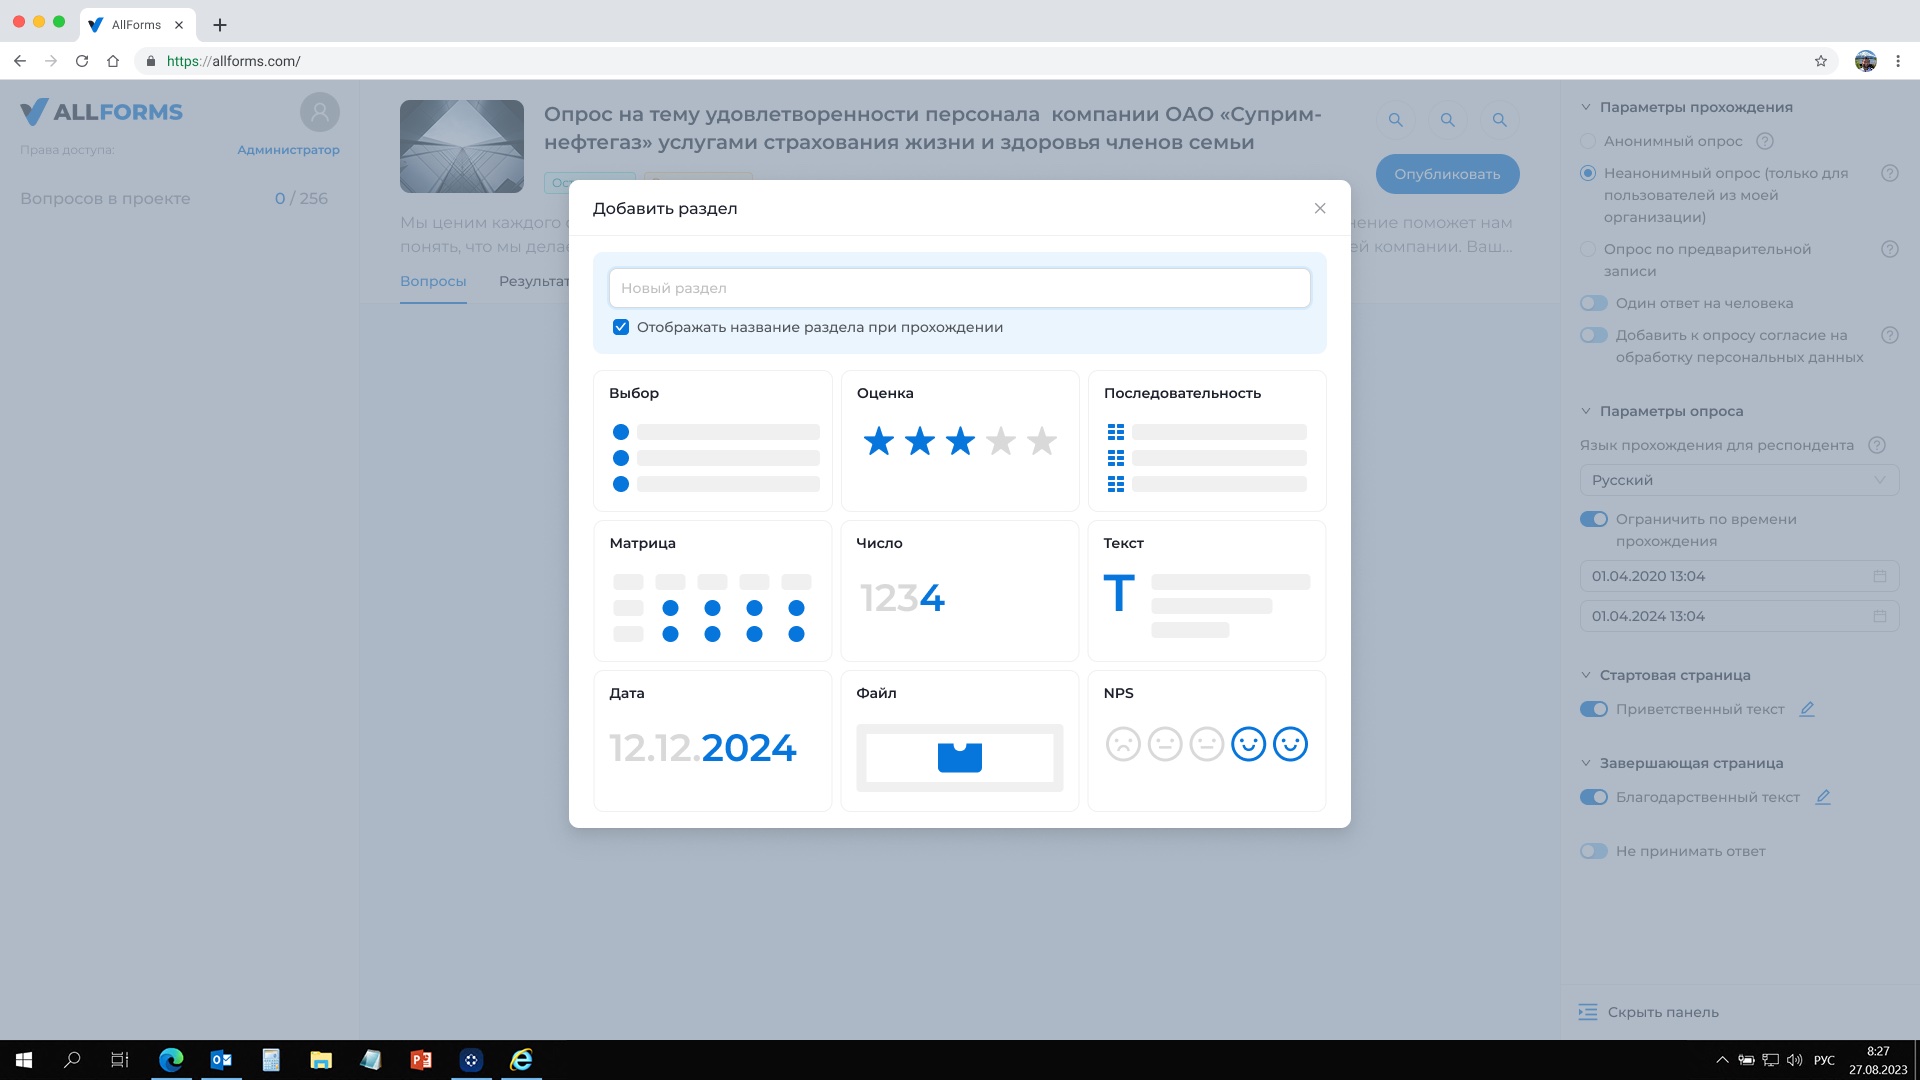 AllForms
https://allforms.com/
ALLFORMS
Права доступа:
Администратор
Вопросов в проекте
0 / 256
Опрос на тему удовлетворенности персонала компании ОАО «Суприм-
нефтегаз» услугами страхования жизни и здоровья членов семьи
Опубликовать
Мы ценим каждого
поможет нам
понять, что мы
компании. Ваш...
Вопросы
Добавить раздел
Новый раздел
Отображать название раздела при прохождении
Выбор
Оценка
Последовательность
Матрица
Число
1234
Текст
T
Дата
12.12.2024
Файл
NPS
Параметры прохождения
Анонимный опрос
Неанонимный опрос (только для
пользователей из моей
организации)
Опрос по предварительной
записи
Один ответ на человека
Добавить к опросу согласие на
обработку персональных данных
Параметры опроса
Язык прохождения для респондента
Русский
Ограничить по времени
прохождения
01.04.2020 13:04
01.04.2024 13:04
Стартовая страница
Приветственный текст
Завершающая страница
Благодарственный текст
Не принимать ответ
Скрыть панель
РУС
8:27
27.08.2023